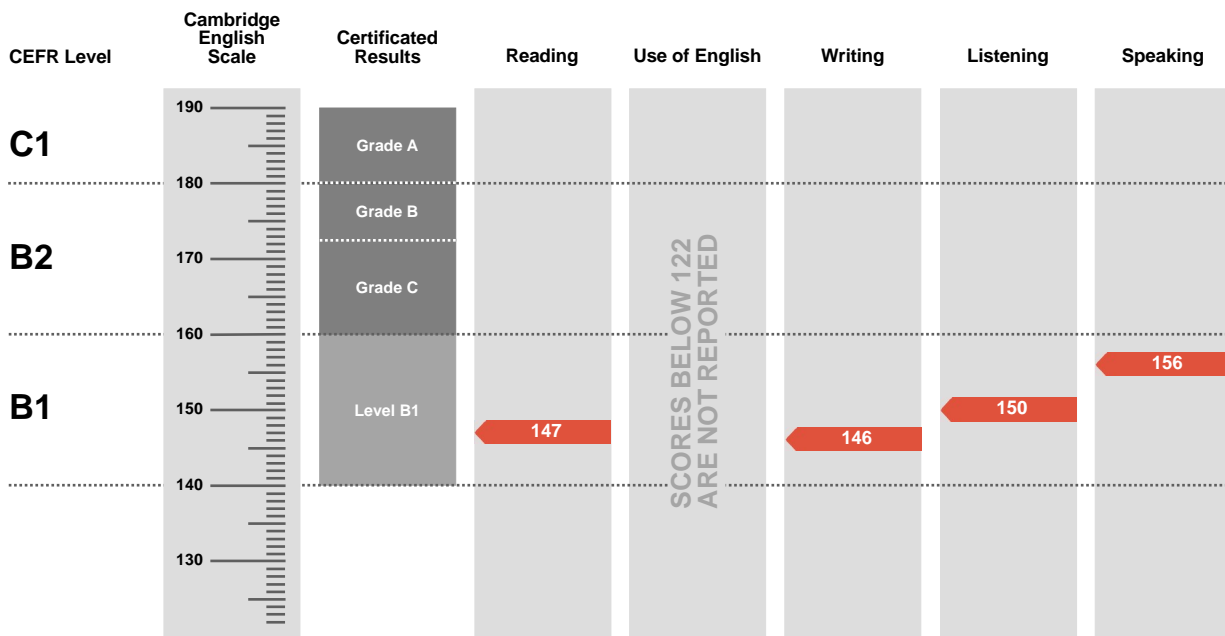 CEFR Level
Cambridge
English
Scale
Certificated
Results
Reading
Use of English
Writing
Listening
Speaking
190
C1
Grade A
180
Grade B
B2
170
Grade C
SCORES BELOW 122
ARE NOT REPORTED
160
156
B1
150
Level B1
150
147
146
140
130